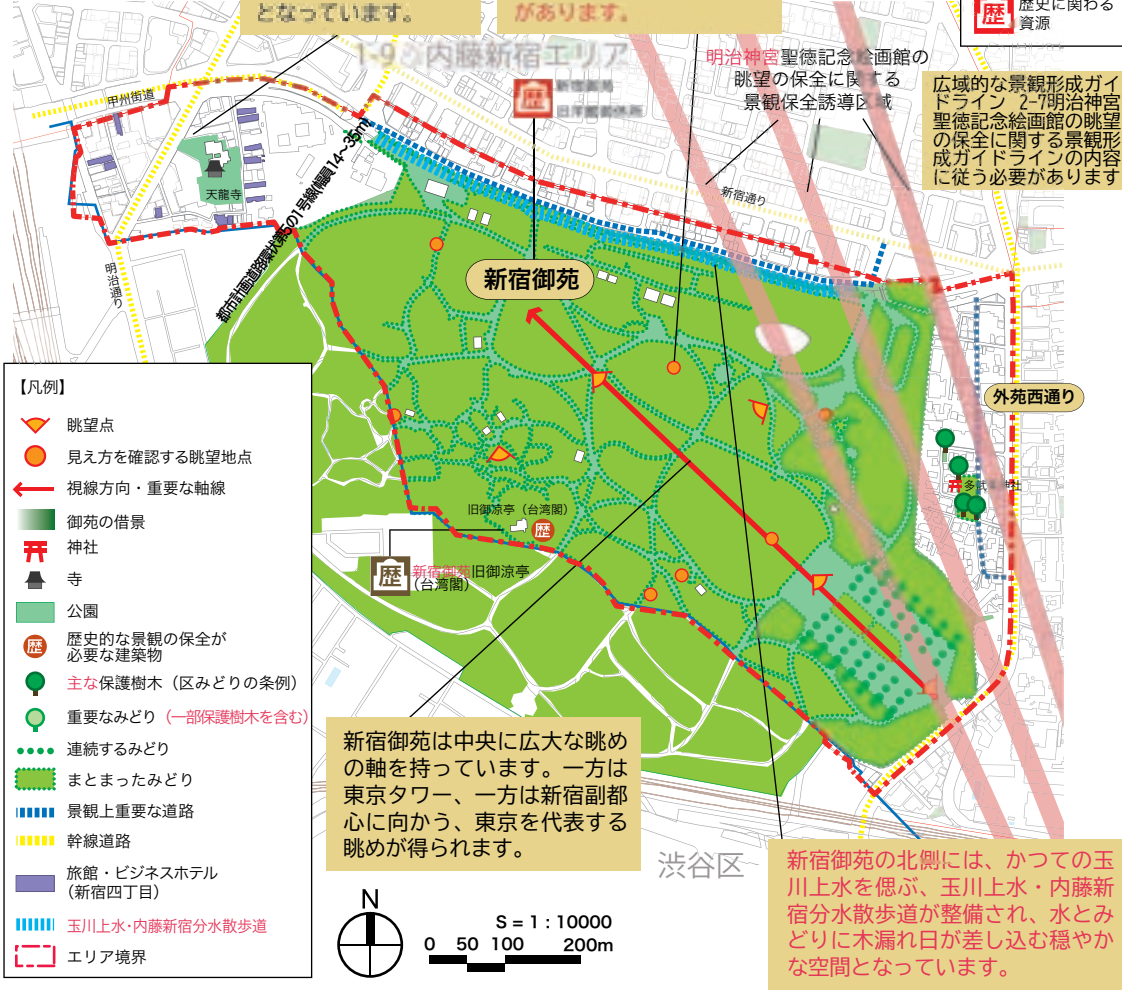 となっています。
があります。
歴
歴史に関わる
資源
1-9 内藤新宿エリア
歴
新宿御苑
明治神宮聖徳記念絵画館の
眺望の保全に関する
景観保全誘導区域
広域的な景観形成ガイ
ドライン 2-7明治神宮
聖徳記念絵画館の眺望
の保全に関する景観形
成ガイドラインの内容
に従う必要があります
甲州街道
天龍寺
都市計画道路環状第5の1号線(幅員14~35m)
新宿通り
明治通り
新宿御苑
外苑西通り
旧御涼亭（台湾閣）
歴
歴
新宿御苑旧御涼亭
（台湾閣）
【凡例】
眺望点
見え方を確認する眺望地点
視線方向・重要な軸線
御苑の借景
神社
寺
公園
歴
歴史的な景観の保全が
必要な建築物
主な保護樹木（区みどりの条例）
重要なみどり（一部保護樹木を含む）
連続するみどり
まとまったみどり
景観上重要な道路
幹線道路
旅館・ビジネスホテル
（新宿四丁目）
玉川上水・内藤新宿分水散歩道
エリア境界
新宿御苑は中央に広大な眺め
の軸を持っています。一方は
東京タワー、一方は新宿副都
心に向かう、東京を代表する
眺めが得られます。
渋谷区
新宿御苑の北側には、かつての玉
川上水を偲ぶ、玉川上水・内藤新
宿分水散歩道が整備され、水とみ
どりに木漏れ日が差し込む穏やか
な空間となっています。
N
S = 1 : 10000
0 50 100 200m